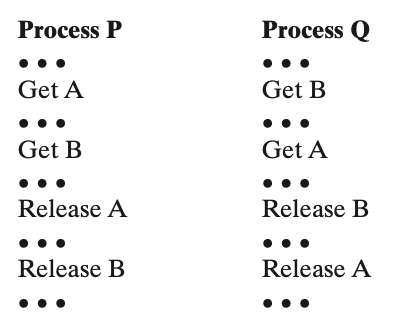 Process P
• • •
Get A
• • •
Get B
• • •
Release A
• • •
Release B
• • •
Process Q
• • •
Get B
• • •
Get A
• • •
Release B
• • •
Release A
• • •